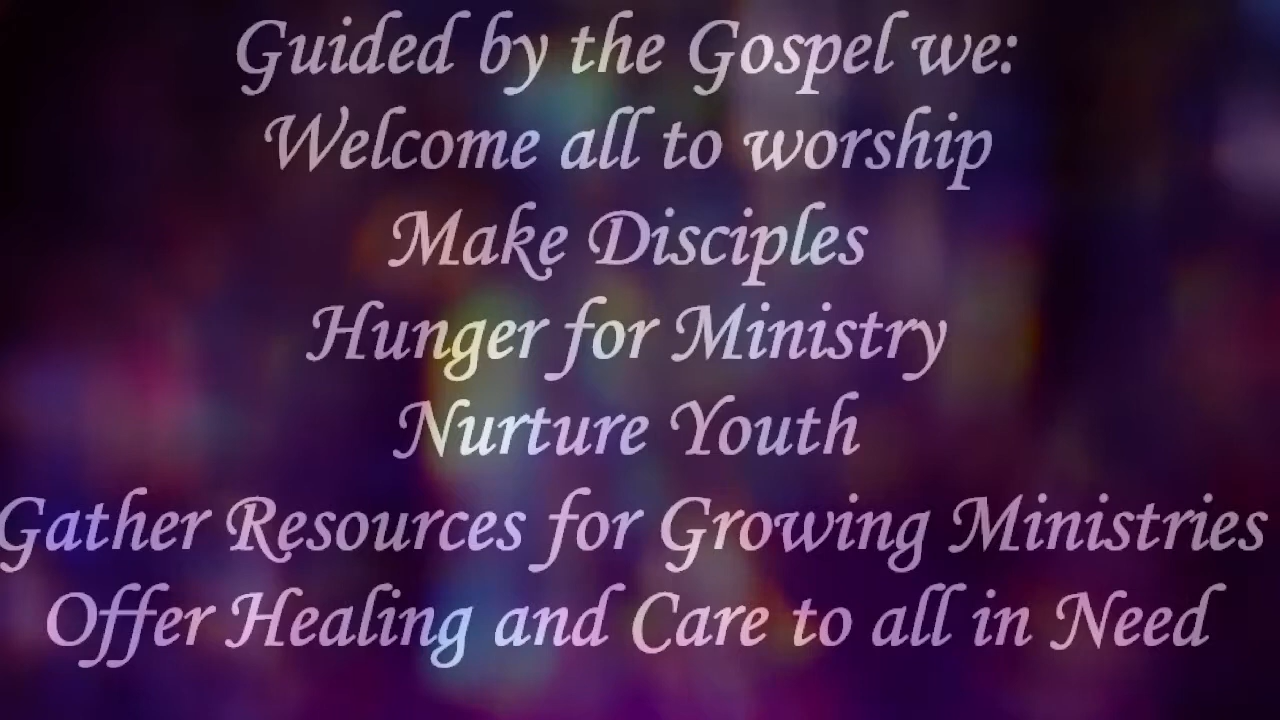 Guided by the Gospel we:
Welcome all to worship
Make Disciples
Hunger for Ministry
Nurture Youth
Gather Resources for Growing Ministries
Offer Healing and Care to all in Need